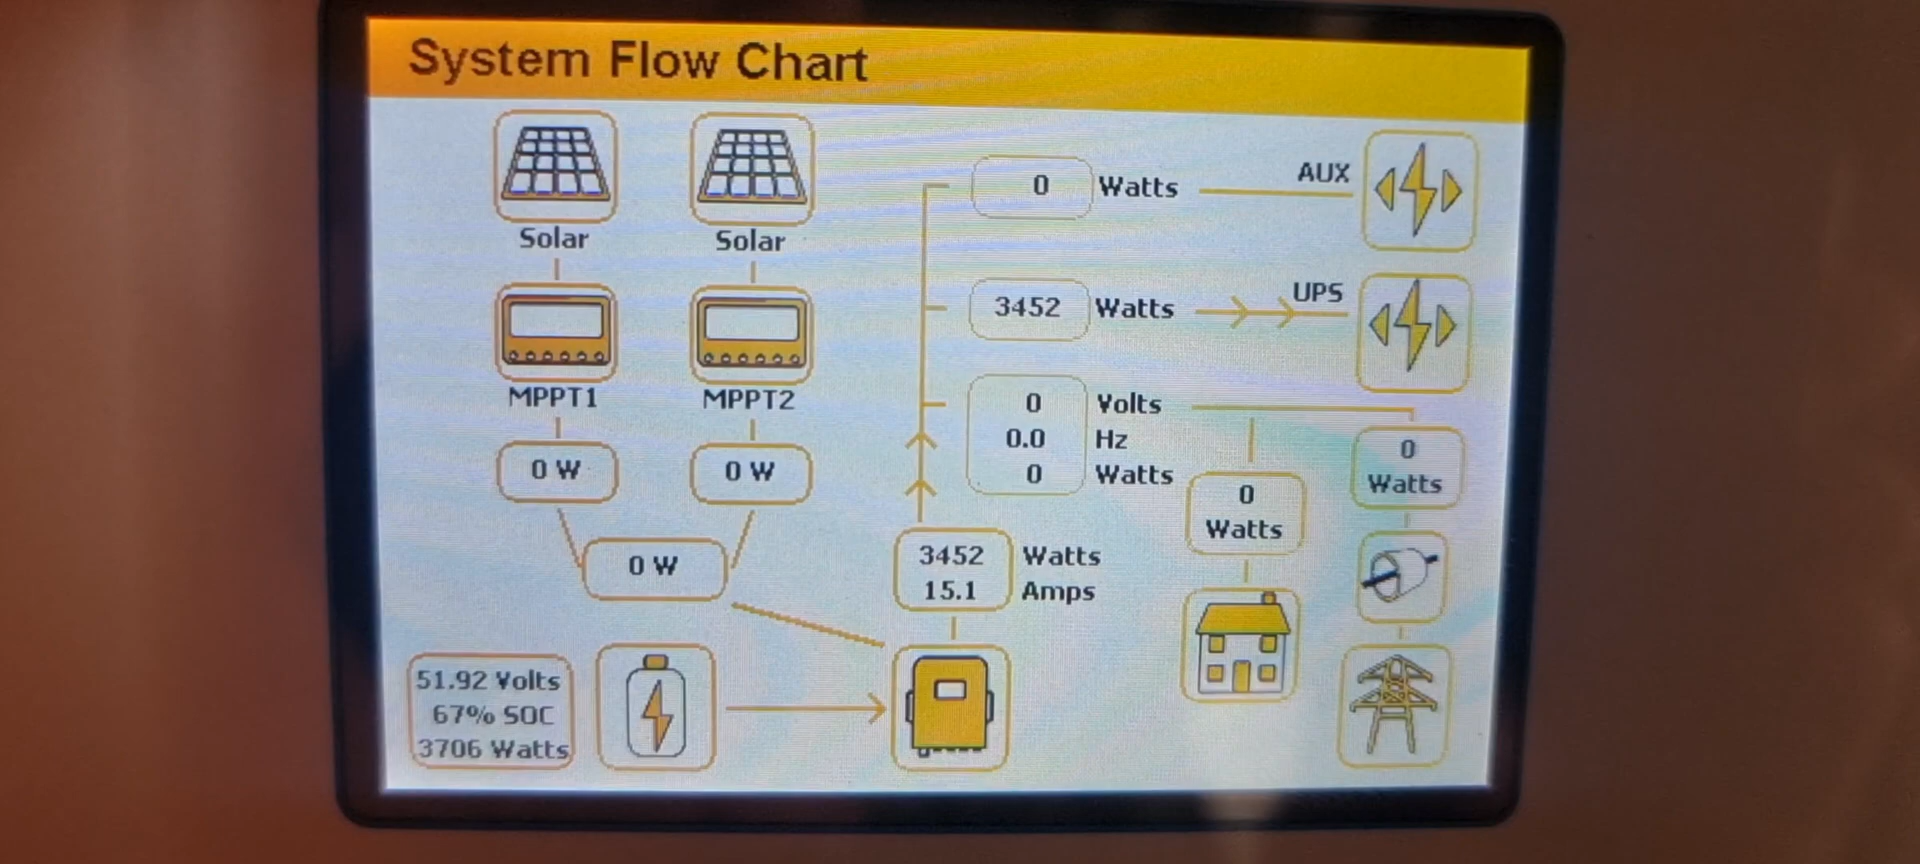 System Flow Chart
Solar
Solar
MPPT1
MPPT2
0 W
0 W
0 W
51.92 Volts
67% SOC
3706 Watts
3452 Watts
15.1 Amps
0 Watts
AUX
3452 Watts
UPS
0 Volts
0.0 Hz
0 Watts
0
Watts
0
Watts